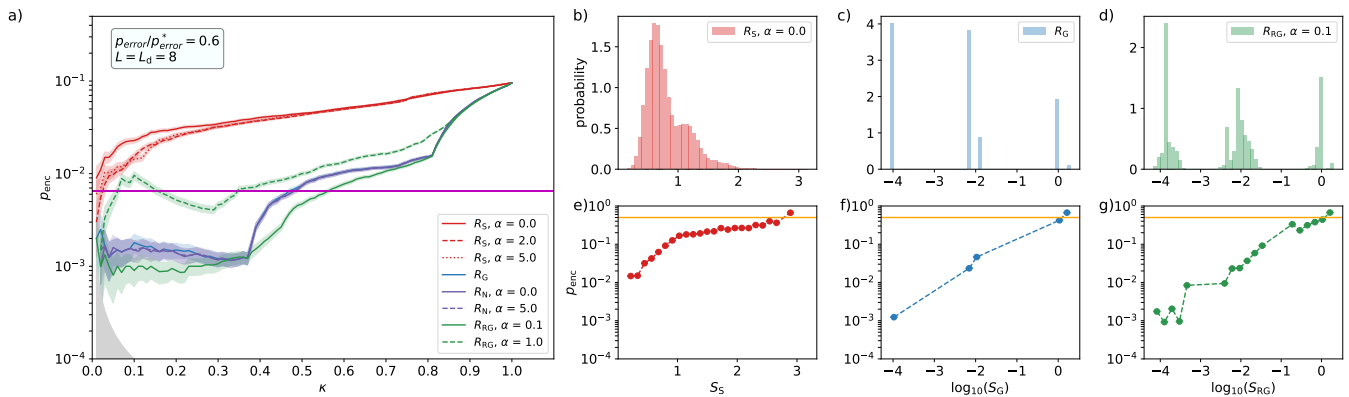 a)
p_error/p*_error = 0.6
L = L_d = 8
10⁻¹
10⁻²
10⁻³
10⁻⁴
p_enc
0.0 0.1 0.2 0.3 0.4 0.5 0.6 0.7 0.8 0.9 1.0
κ
R_S, α = 0.0
R_S, α = 2.0
R_S, α = 5.0
R_G
R_N, α = 0.0
R_N, α = 5.0
R_RG, α = 0.1
R_RG, α = 1.0
b)
R_S, α = 0.0
probability
1.5
1.0
0.5
0.0
1 2 3
c)
R_G
4
3
2
1
0
−4 −3 −2 −1 0
d)
R_RG, α = 0.1
2
1
0
−4 −3 −2 −1 0
e)
10⁰
10⁻¹
10⁻²
10⁻³
10⁻⁴
p_enc
1 2 3
S_S
f)
10⁰
10⁻¹
10⁻²
10⁻³
10⁻⁴
−4 −3 −2 −1 0
log₁₀(S_G)
g)
10⁰
10⁻¹
10⁻²
10⁻³
10⁻⁴
−4 −3 −2 −1 0
log₁₀(S_RG)